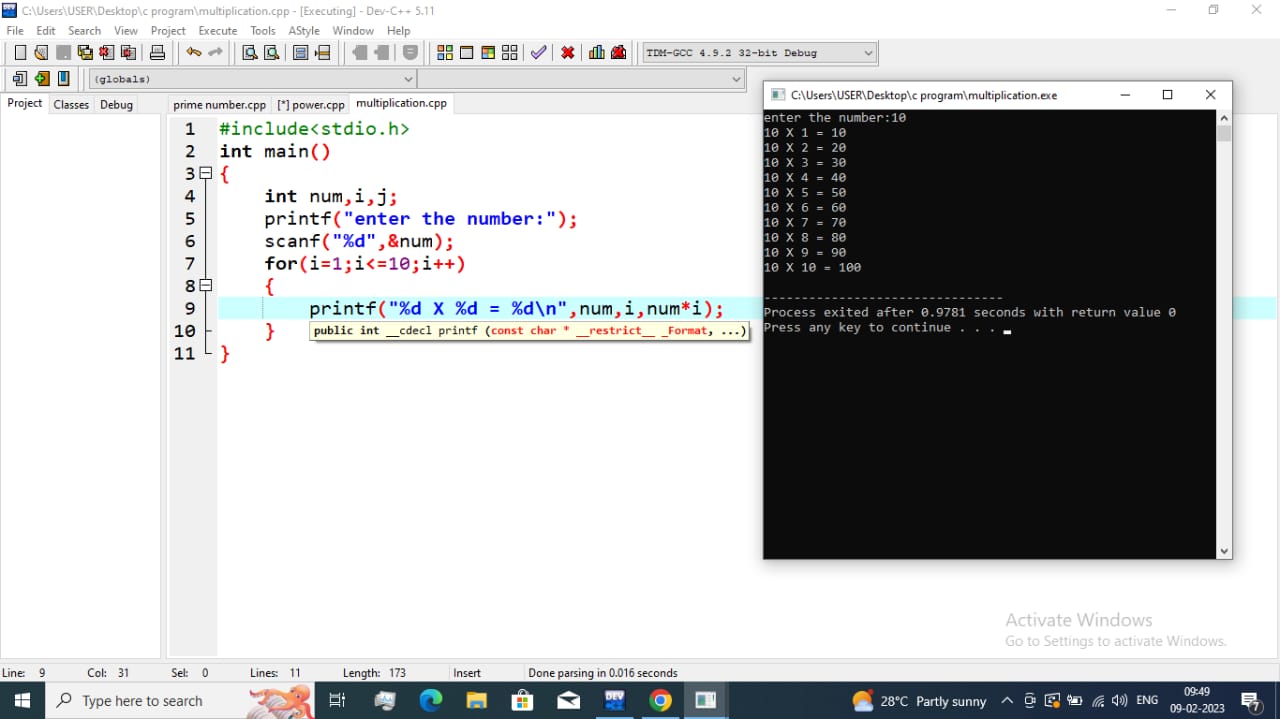 C:\Users\USER\Desktop\c program\multiplication.cpp - [Executing] - Dev-C++ 5.11
File Edit Search View Project Execute Tools AStyle Window Help
TDM-GCC 4.9.2 32-bit Debug
(globals)
Project Classes Debug
prime number.cpp [*] power.cpp multiplication.cpp
1 #include<stdio.h>
2 int main()
3 {
4 int num,i,j;
5 printf("enter the number:");
6 scanf("%d",&num);
7 for(i=1;i<=10;i++)
8 {
9 printf("%d X %d = %d\n",num,i,num*i);
public int __cdecl printf (const char * __restrict__ _Format, ...)
10 }
11 }
C:\Users\USER\Desktop\c program\multiplication.exe
enter the number:10
10 X 1 = 10
10 X 2 = 20
10 X 3 = 30
10 X 4 = 40
10 X 5 = 50
10 X 6 = 60
10 X 7 = 70
10 X 8 = 80
10 X 9 = 90
10 X 10 = 100
--------------------------------
Process exited after 0.9781 seconds with return value 0
Press any key to continue . . .
Activate Windows
Go to Settings to activate Windows.
Line: 9 Col: 31 Sel: 0 Lines: 11 Length: 173 Insert Done parsing in 0.016 seconds
Type here to search
DEV
28°C Partly sunny
ENG
09:49
09-02-2023
7